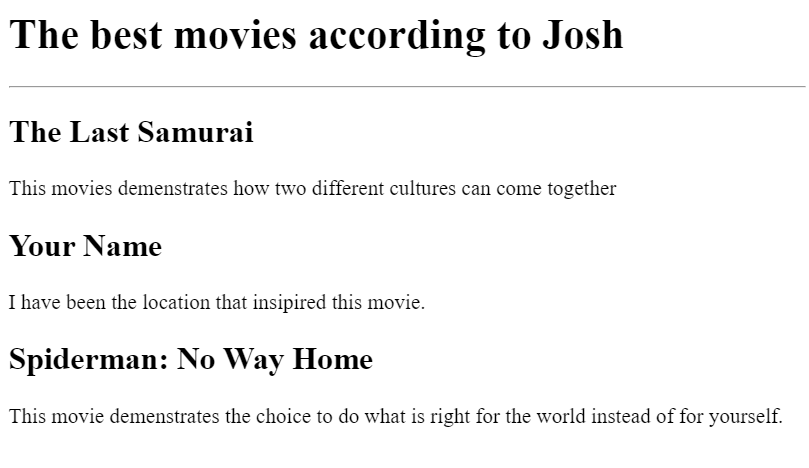 The best movies according to Josh
The Last Samurai
This movies demenstrates how two different cultures can come together
Your Name
I have been the location that insipired this movie.
Spiderman: No Way Home
This movie demenstrates the choice to do what is right for the world instead of for yourself.